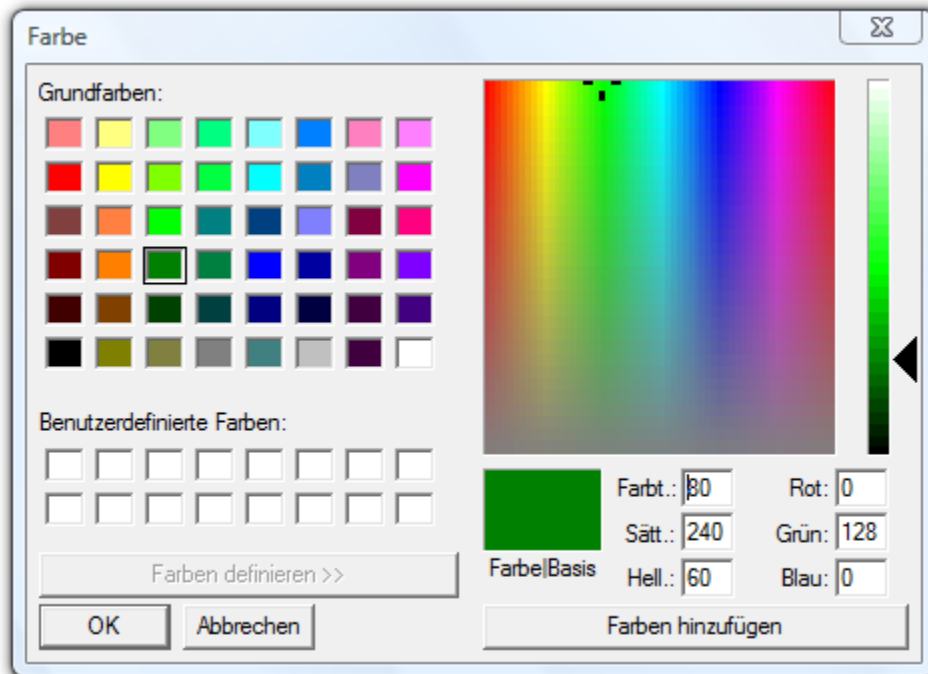 Farbe
Grundfarben:
Benutzerdefinierte Farben:
Farben definieren >>
OK
Abbrechen
Farbe|Basis
Farbt.: 80
Sätt.: 240
Hell.: 60
Rot: 0
Grün: 128
Blau: 0
Farben hinzufügen